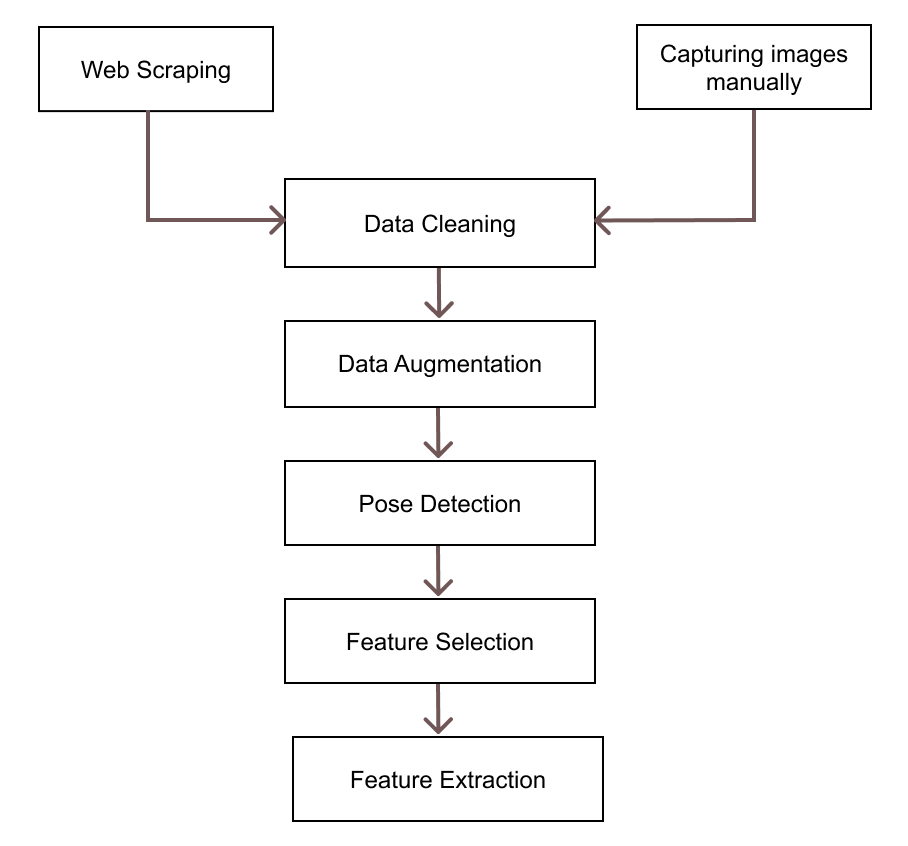 Web Scraping
Capturing images
manually
Data Cleaning
Data Augmentation
Pose Detection
Feature Selection
Feature Extraction